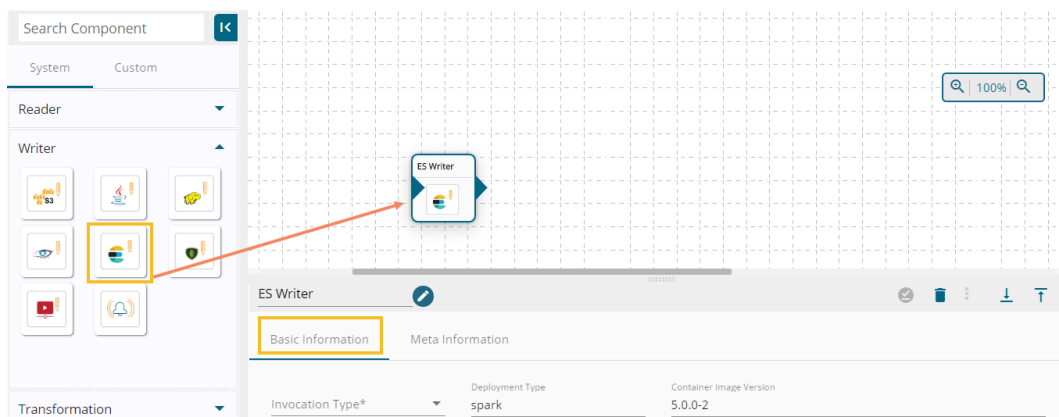 Search Component
System Custom
Reader
Writer
S3
Transformation
100%
ES Writer
ES Writer
Basic Information Meta Information
Deployment Type Container Image Version
Invocation Type* spark 5.0.0-2